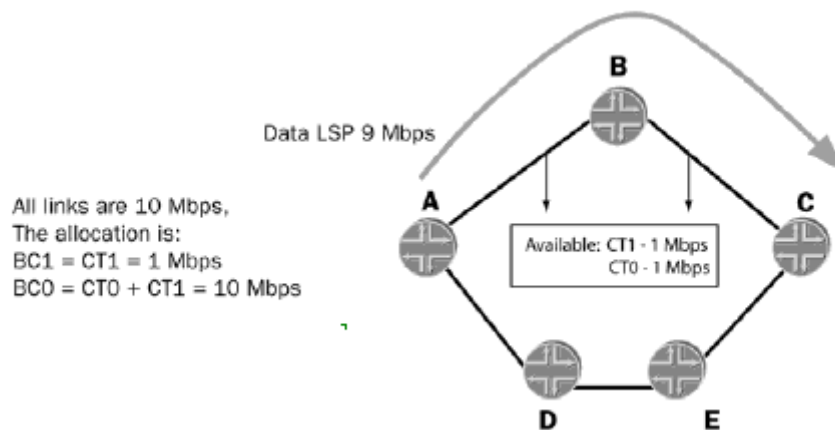 B
Data LSP 9 Mbps
A
C
All links are 10 Mbps,
The allocation is:
BC1 = CT1 = 1 Mbps
BC0 = CT0 + CT1 = 10 Mbps
Available: CT1 - 1 Mbps
CT0 - 1 Mbps
D
E